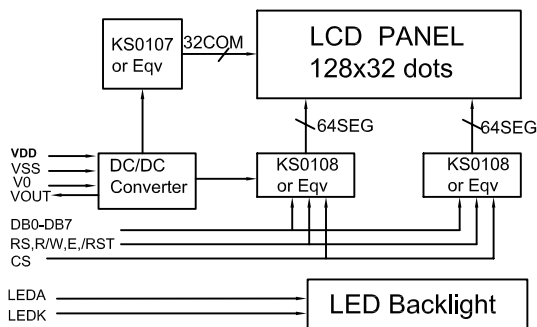 KS0107
or Eqv
32COM
LCD PANEL
128x32 dots
64SEG
64SEG
VDD
VSS
V0
VOUT
DC/DC
Converter
KS0108
or Eqv
KS0108
or Eqv
DB0-DB7
RS,R/W,E,/RST
CS
LEDA
LEDK
LED Backlight